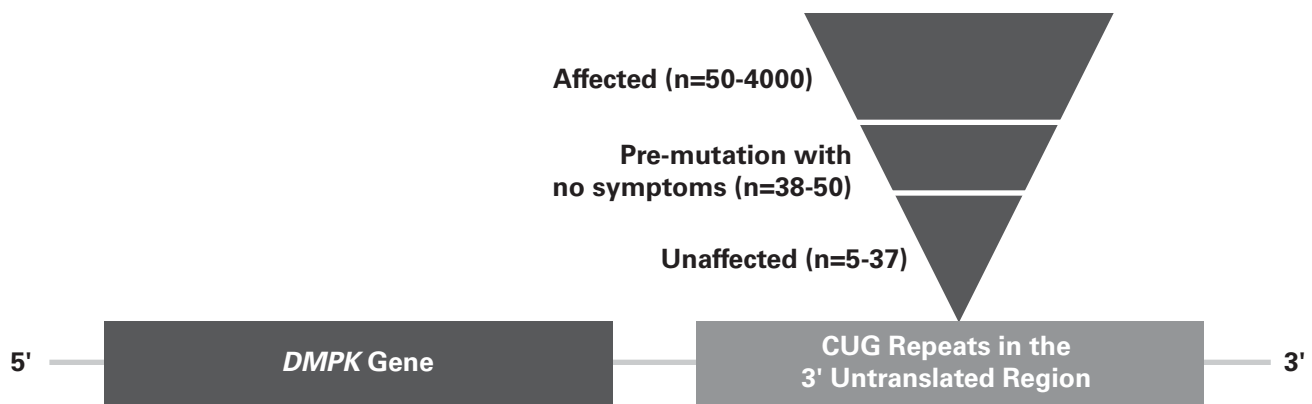 Affected (n=50-4000)
Pre-mutation with
no symptoms (n=38-50)
Unaffected (n=5-37)
5'
DMPK Gene
CUG Repeats in the
3' Untranslated Region
3'